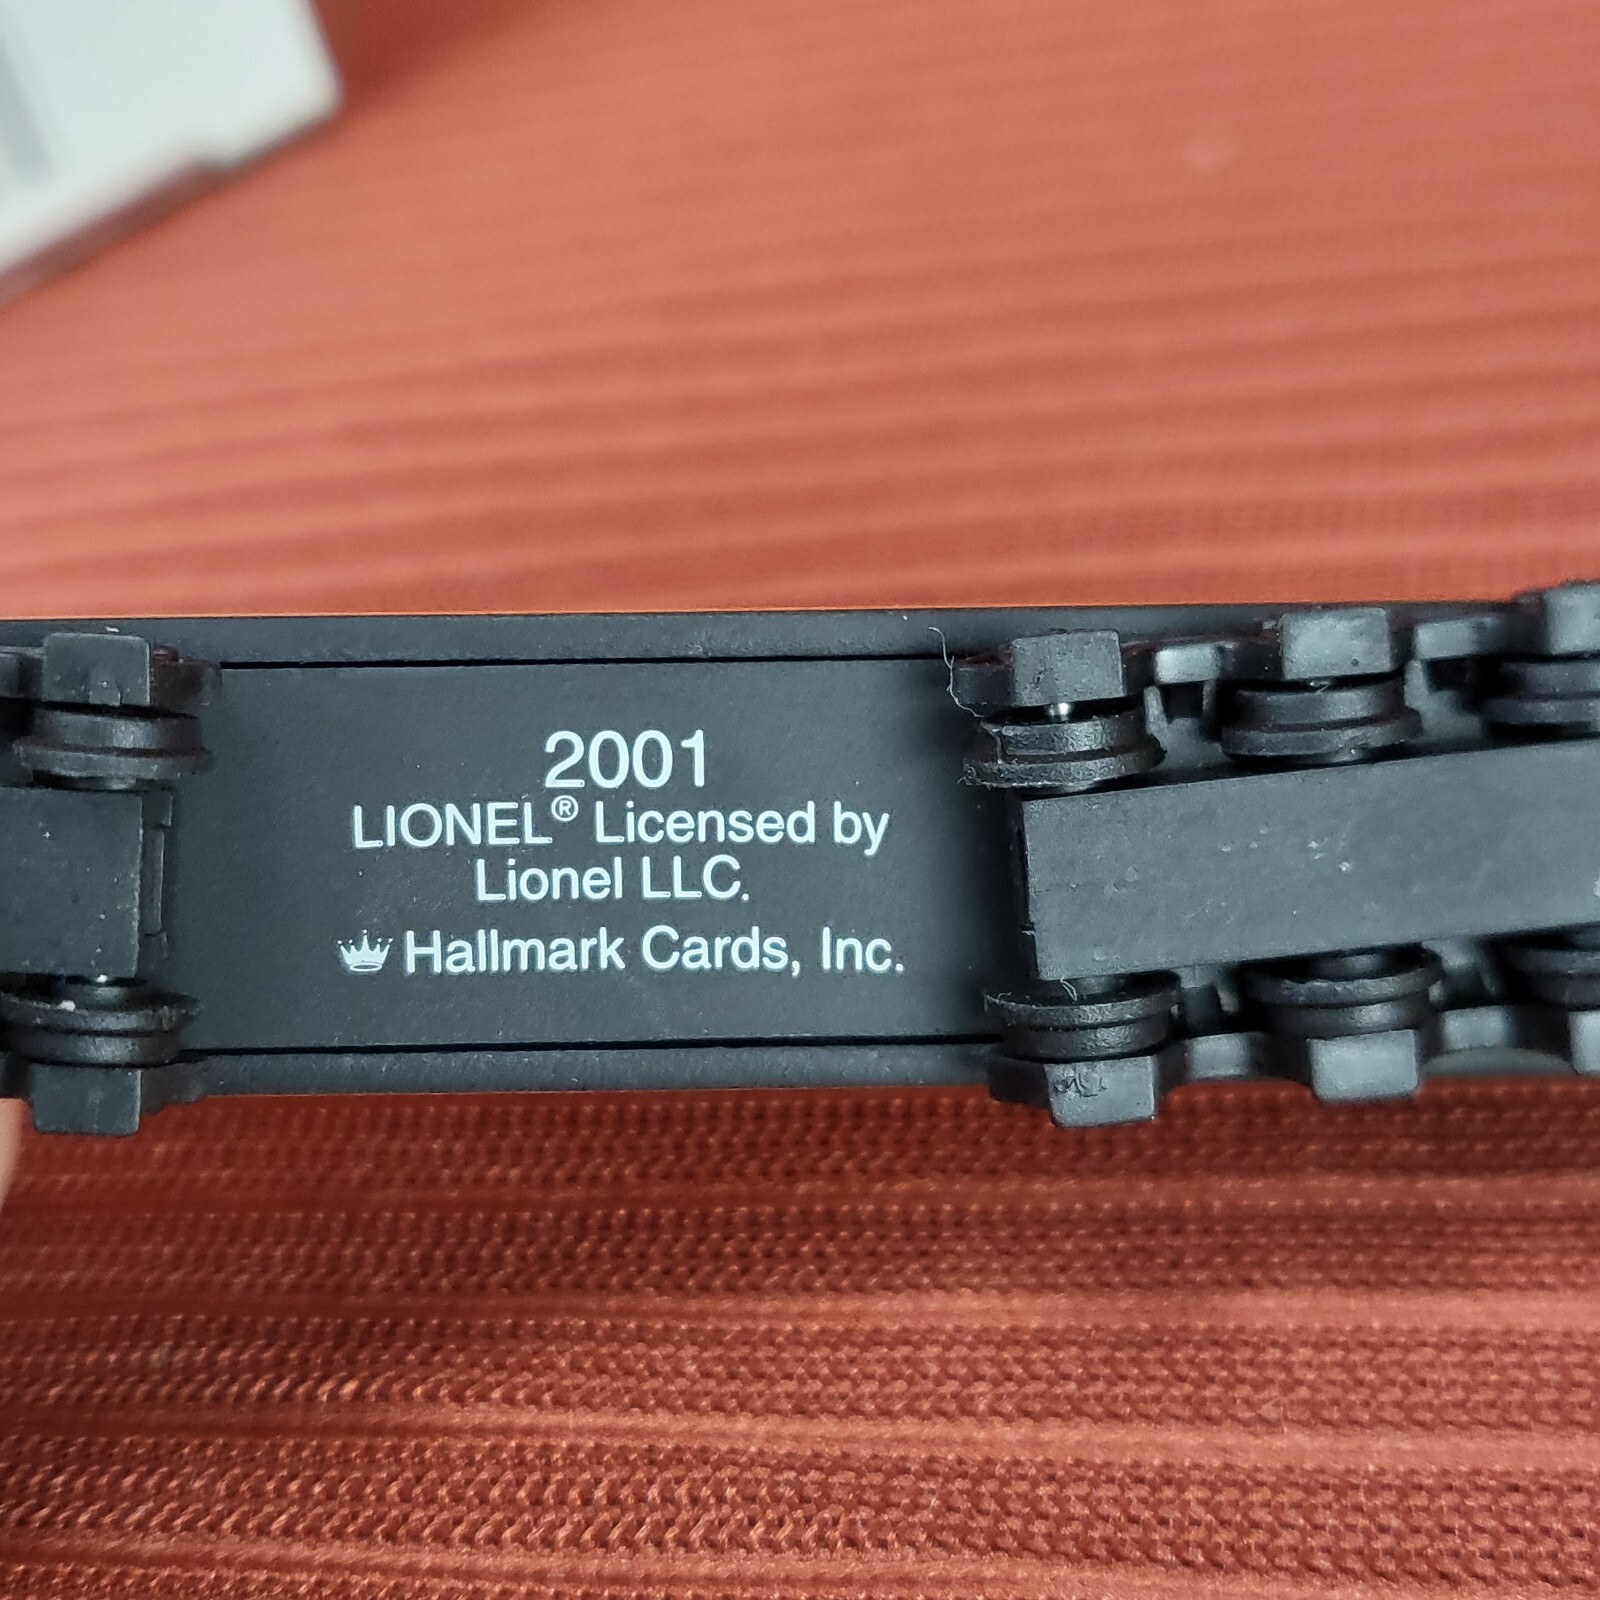 2001
LIONEL® Licensed by
Lionel LLC.
Hallmark Cards, Inc.